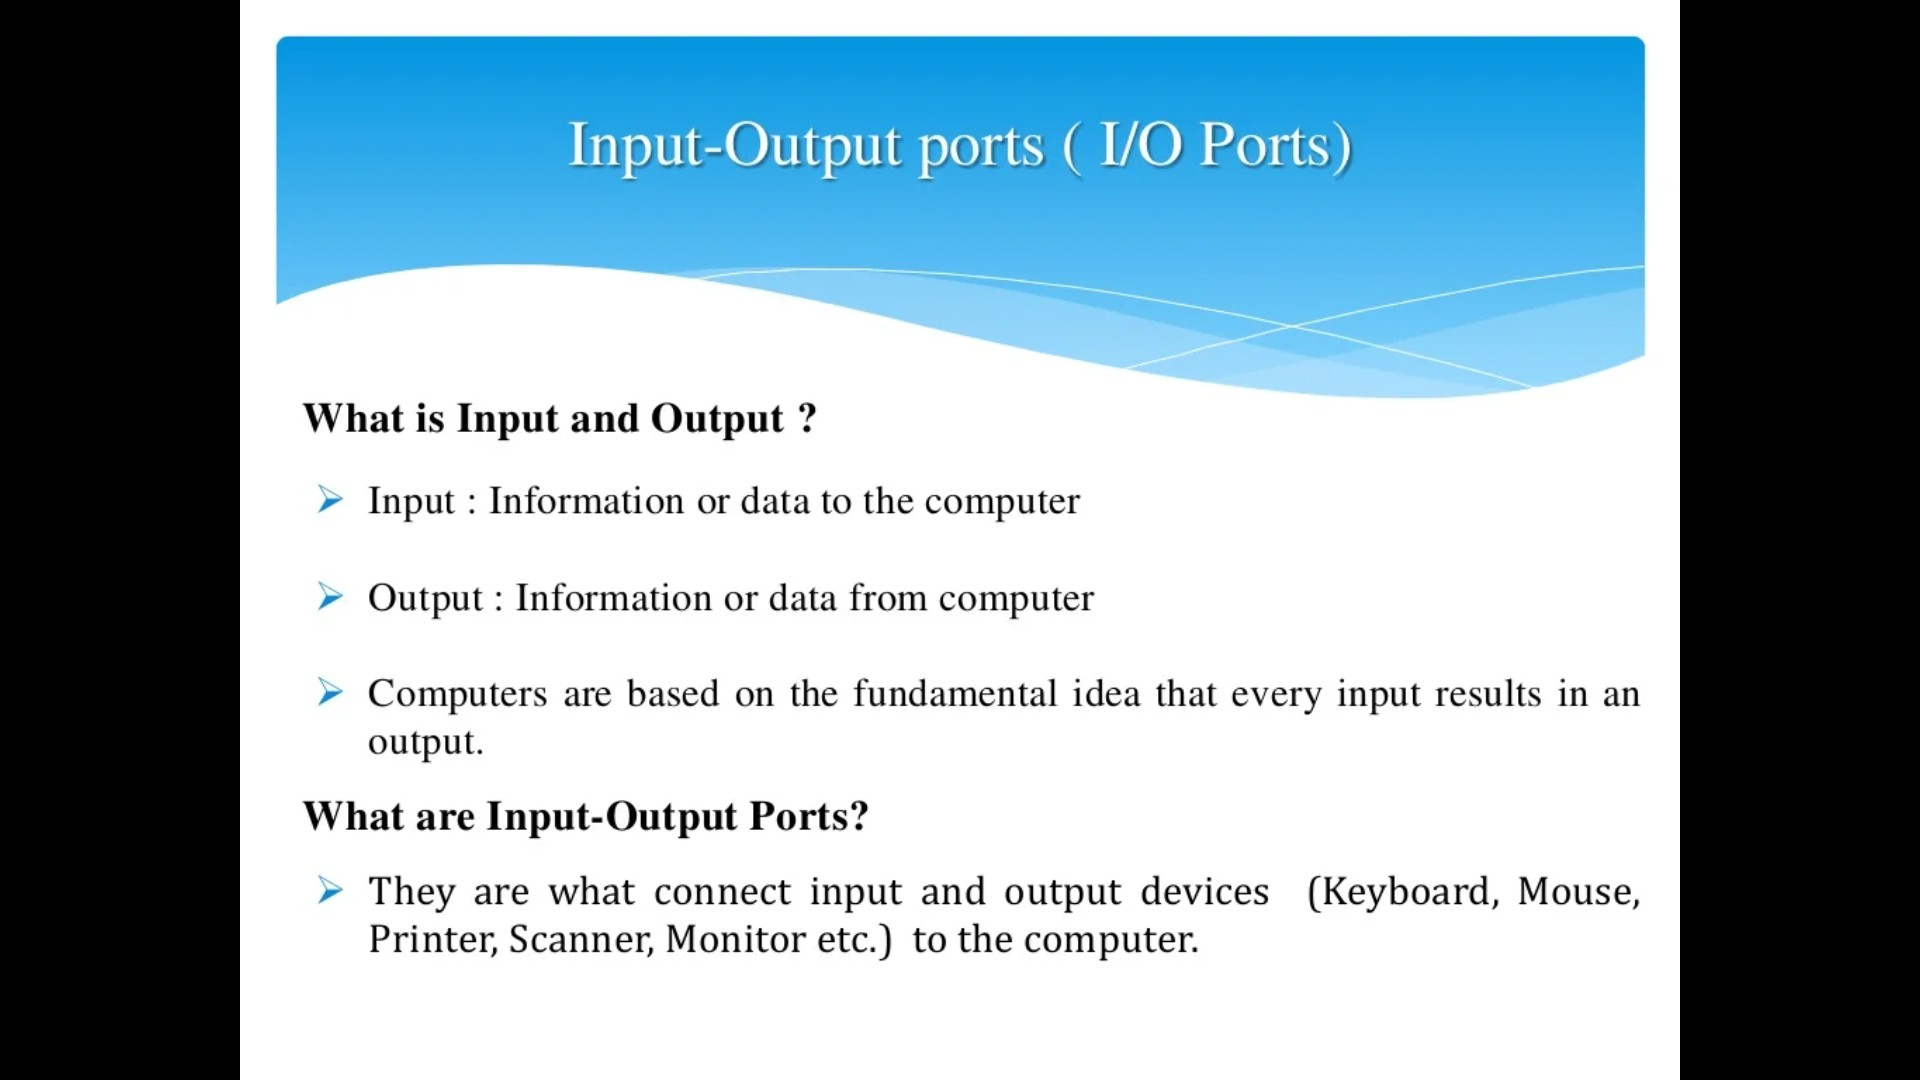 Input-Output ports ( I/O Ports)
What is Input and Output ?
Input : Information or data to the computer
Output : Information or data from computer
Computers are based on the fundamental idea that every input results in an
output.
What are Input-Output Ports?
They are what connect input and output devices (Keyboard, Mouse,
Printer, Scanner, Monitor etc.) to the computer.